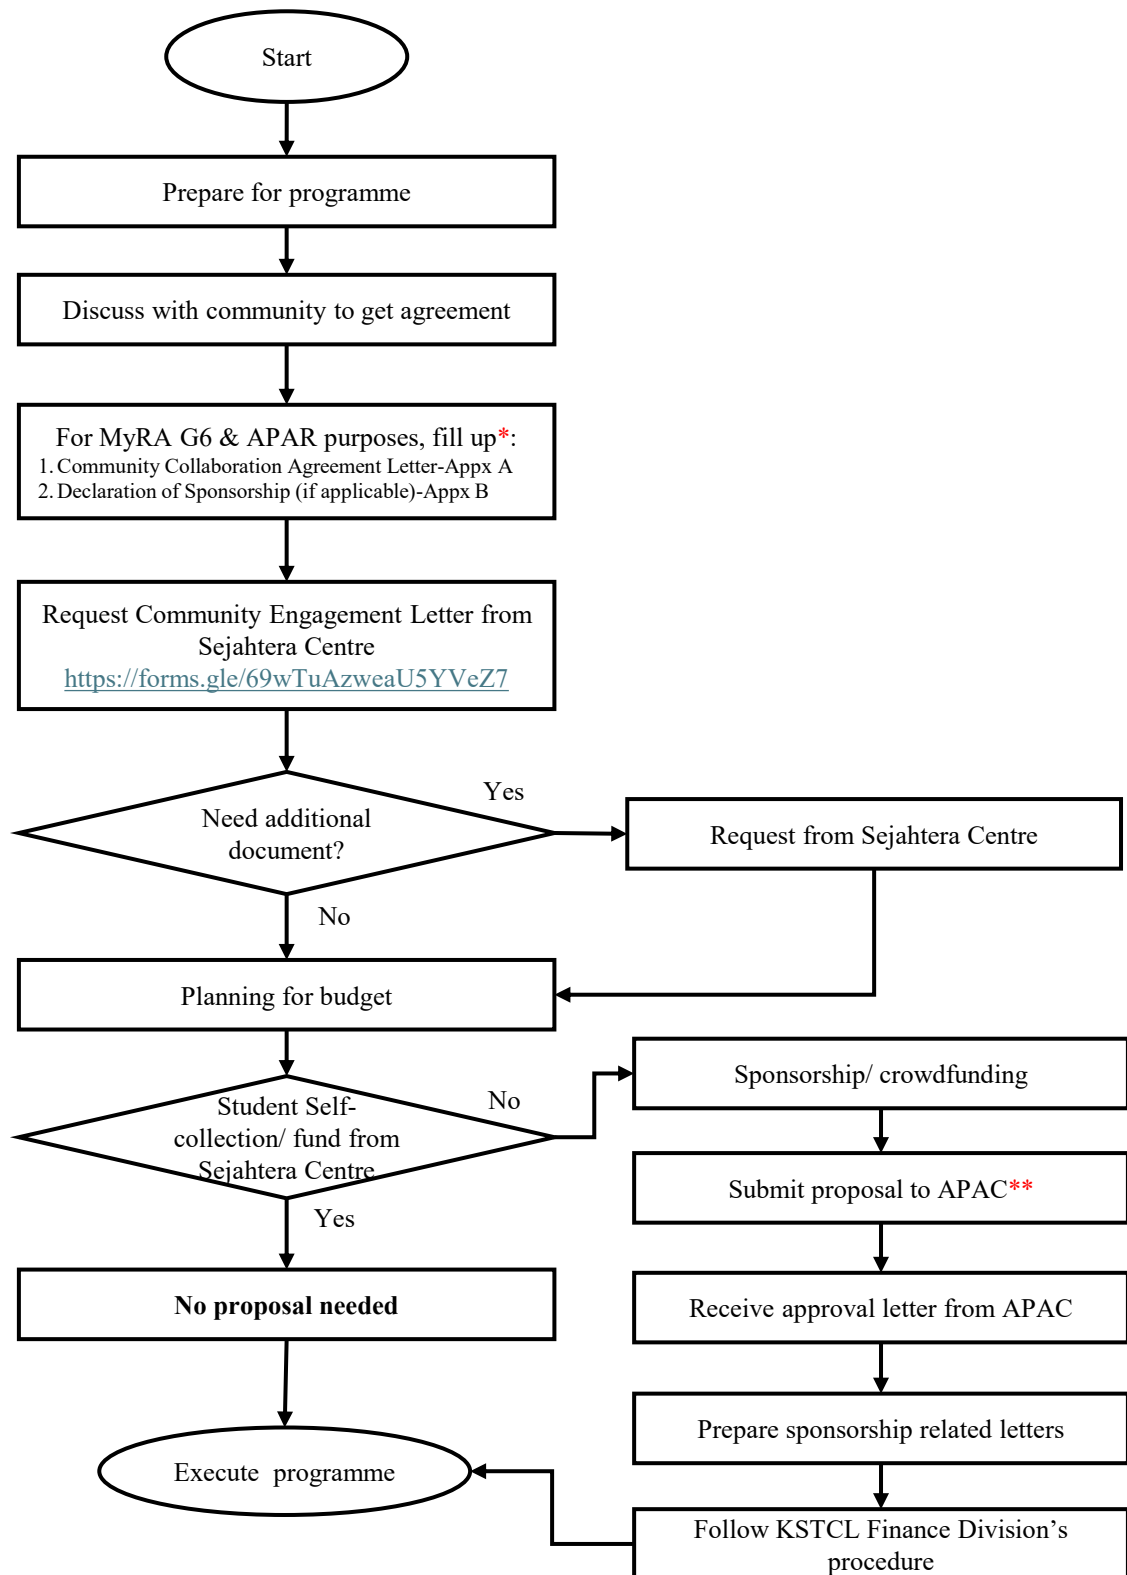 Start
Prepare for programme
Discuss with community to get agreement
For MyRA G6 & APAR purposes, fill up*:
1. Community Collaboration Agreement Letter-Appx A
2. Declaration of Sponsorship (if applicable)-Appx B
Request Community Engagement Letter from
Sejahtera Centre
https://forms.gle/69wTuAzweaU5YVeZ7
Need additional
document?
Yes
Request from Sejahtera Centre
No
Planning for budget
Student Self-
collection/ fund from
Sejahtera Centre
No
Sponsorship/ crowdfunding
Submit proposal to APAC**
Receive approval letter from APAC
Prepare sponsorship related letters
Follow KSTCL Finance Division’s
procedure
Yes
No proposal needed
Execute programme